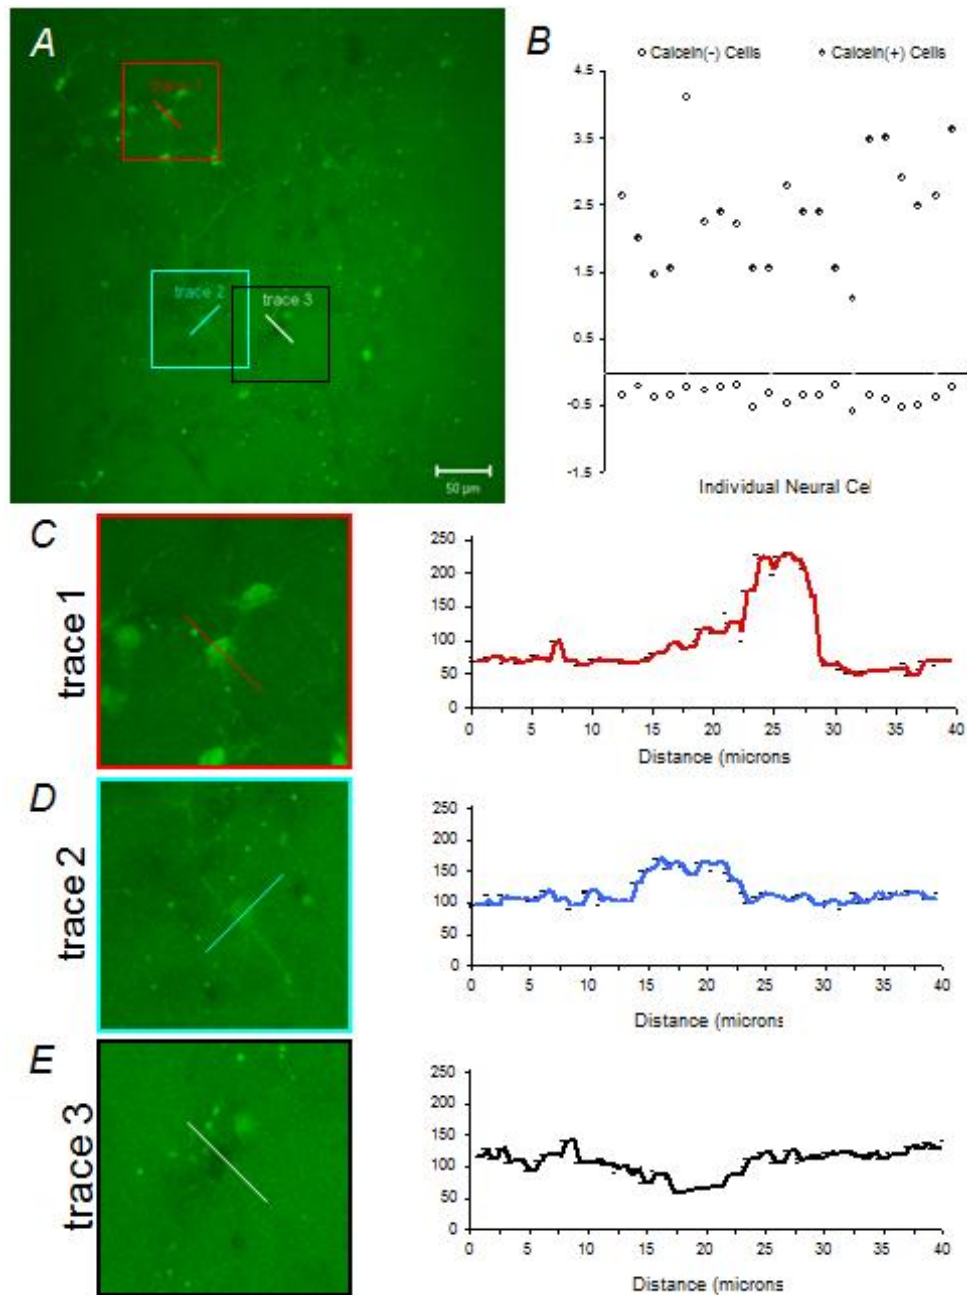 A
trace 1
trace 2
trace 3
50 µm
B
Calcein(-) Cells
Calcein(+) Cells
4.5
3.5
2.5
1.5
0.5
-0.5
-1.5
Individual Neural Cel
C
trace 1
250
200
150
100
50
0
0 5 10 15 20 25 30 35 40
Distance (microns
D
trace 2
250
200
150
100
50
0
0 5 10 15 20 25 30 35 40
Distance (microns
E
trace 3
250
200
150
100
50
0
0 5 10 15 20 25 30 35 40
Distance (microns